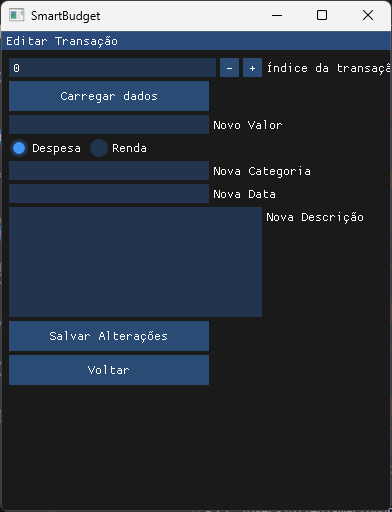 SmartBudget
Editar Transação
0 - + Índice da transaçã
Carregar dados
Novo Valor
Despesa Renda
Nova Categoria
Nova Data
Nova Descrição
Salvar Alterações
Voltar